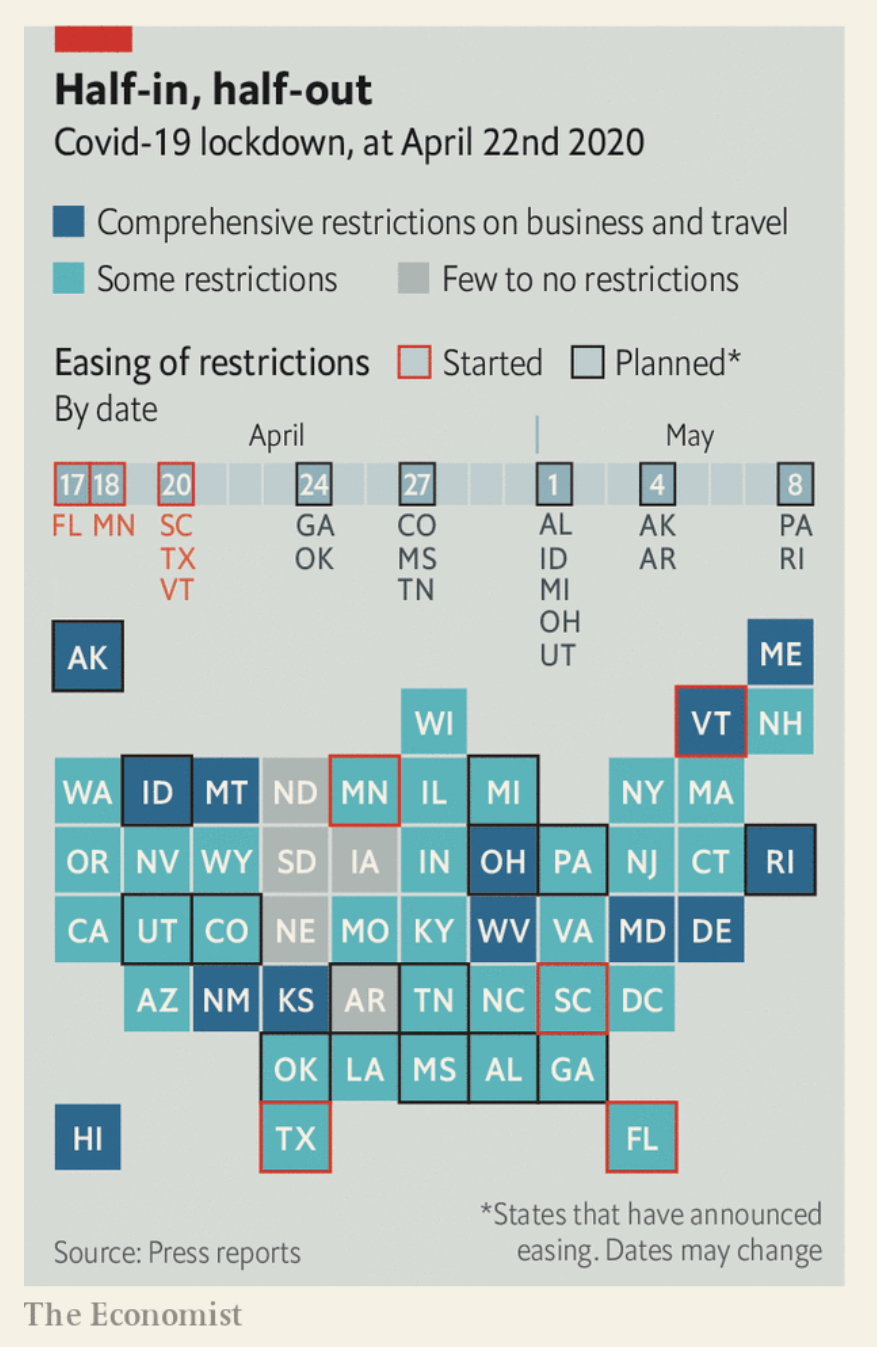 Half-in, half-out
Covid-19 lockdown, at April 22nd 2020
Comprehensive restrictions on business and travel
Some restrictions Few to no restrictions
Easing of restrictions Started Planned*
By date
April May
17 18 20 24 27 1 4 8
FL MN SC GA CO AL AK PA
TX OK MS ID AR RI
VT TN MI
OH
UT
AK ME
WI VT NH
WA ID MT ND MN IL MI NY MA
OR NV WY SD IA IN OH PA NJ CT RI
CA UT CO NE MO KY WV VA MD DE
AZ NM KS AR TN NC SC DC
OK LA MS AL GA
HI TX FL
*States that have announced
Source: Press reports easing. Dates may change
The Economist